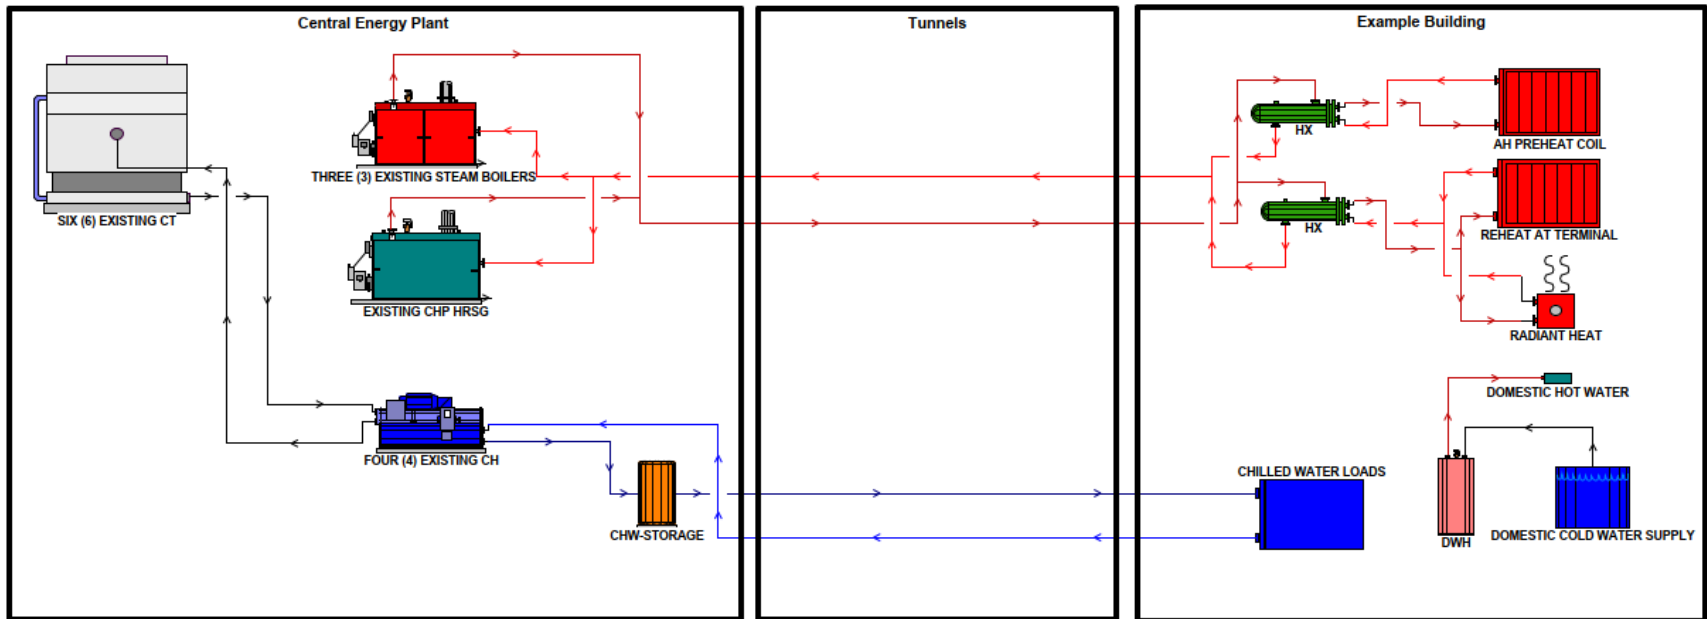 Central Energy Plant
Tunnels
Example Building
HX
AH PREHEAT COIL
THREE (3) EXISTING STEAM BOILERS
SIX (6) EXISTING CT
HX
REHEAT AT TERMINAL
EXISTING CHP HRSG
RADIANT HEAT
DOMESTIC HOT WATER
FOUR (4) EXISTING CH
CHILLED WATER LOADS
CHW-STORAGE
DWH
DOMESTIC COLD WATER SUPPLY